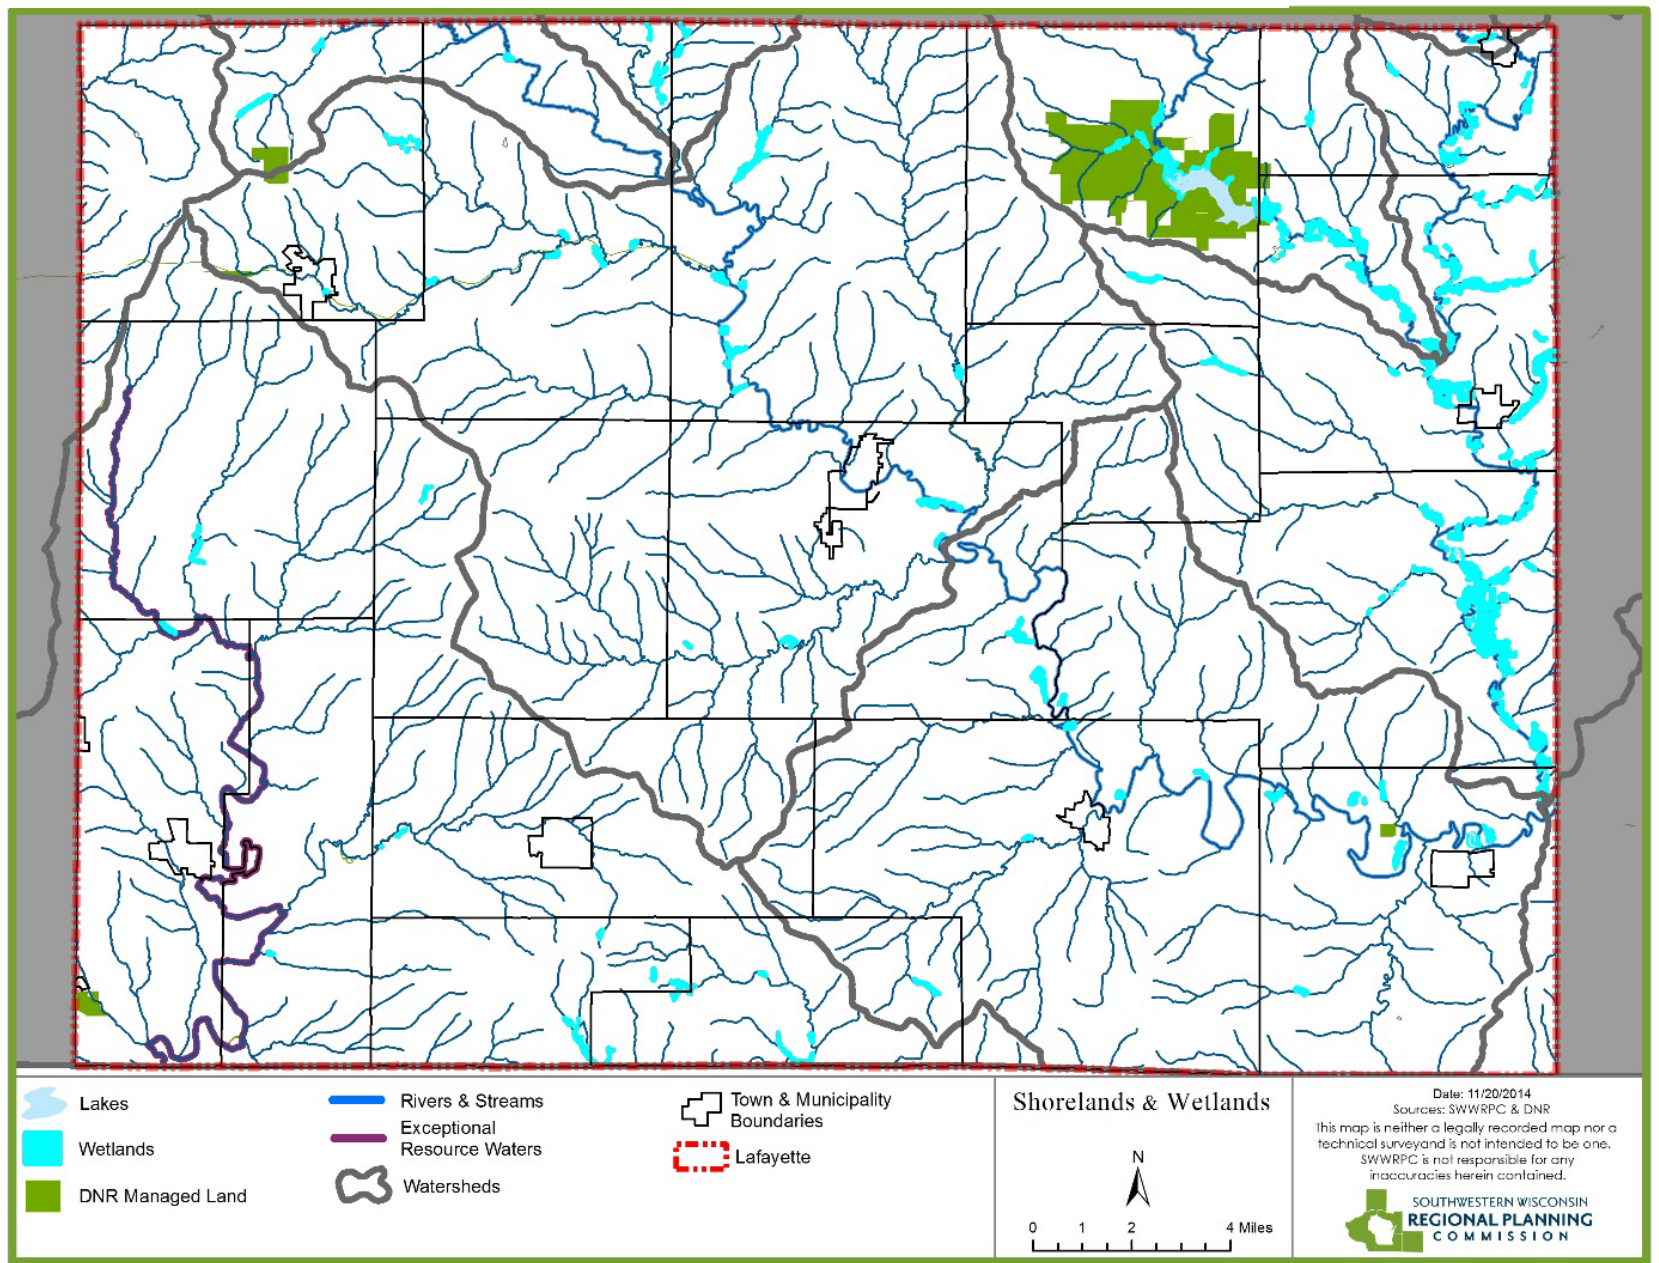 Lakes
Wetlands
DNR Managed Land
Rivers & Streams
Exceptional
Resource Waters
Watersheds
Town & Municipality
Boundaries
Lafayette
Shorelands & Wetlands
N
0 1 2 4 Miles
Date: 11/20/2014
Sources: SWWRPC & DNR
This map is neither a legally recorded map nor a
technical surveyand is not intended to be one.
SWWRPC is not responsible for any
inaccuracies herein contained.
SOUTHWESTERN WISCONSIN
REGIONAL PLANNING
COMMISSION